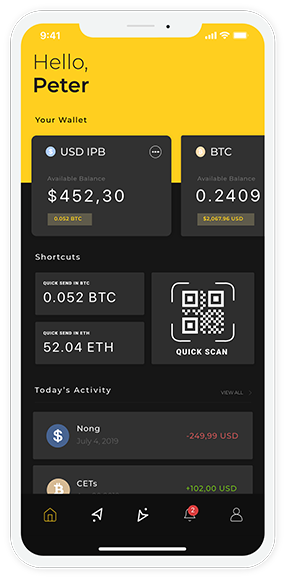 9:41
Hello,
Peter
Your Wallet
USD IPB
Available Balance
$452,30
0.052 BTC
BTC
Available Balance
0.2409
$2,067.96 USD
Shortcuts
QUICK SEND IN BTC
0.052 BTC
QUICK SEND IN ETH
52.04 ETH
QUICK SCAN
Today's Activity
VIEW ALL
Nong
July 4, 2019
-249,99 USD
CETs
+102,00 USD
2